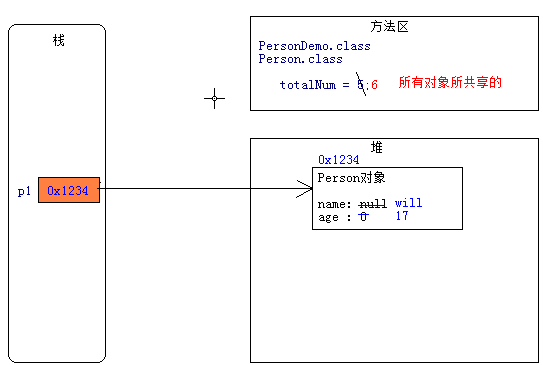 栈
p1 0x1234
方法区
PersonDemo.class
Person.class
totalNum = 5;6 所有对象所共享的
堆
0x1234
Person对象
name: null will
age : 0 17